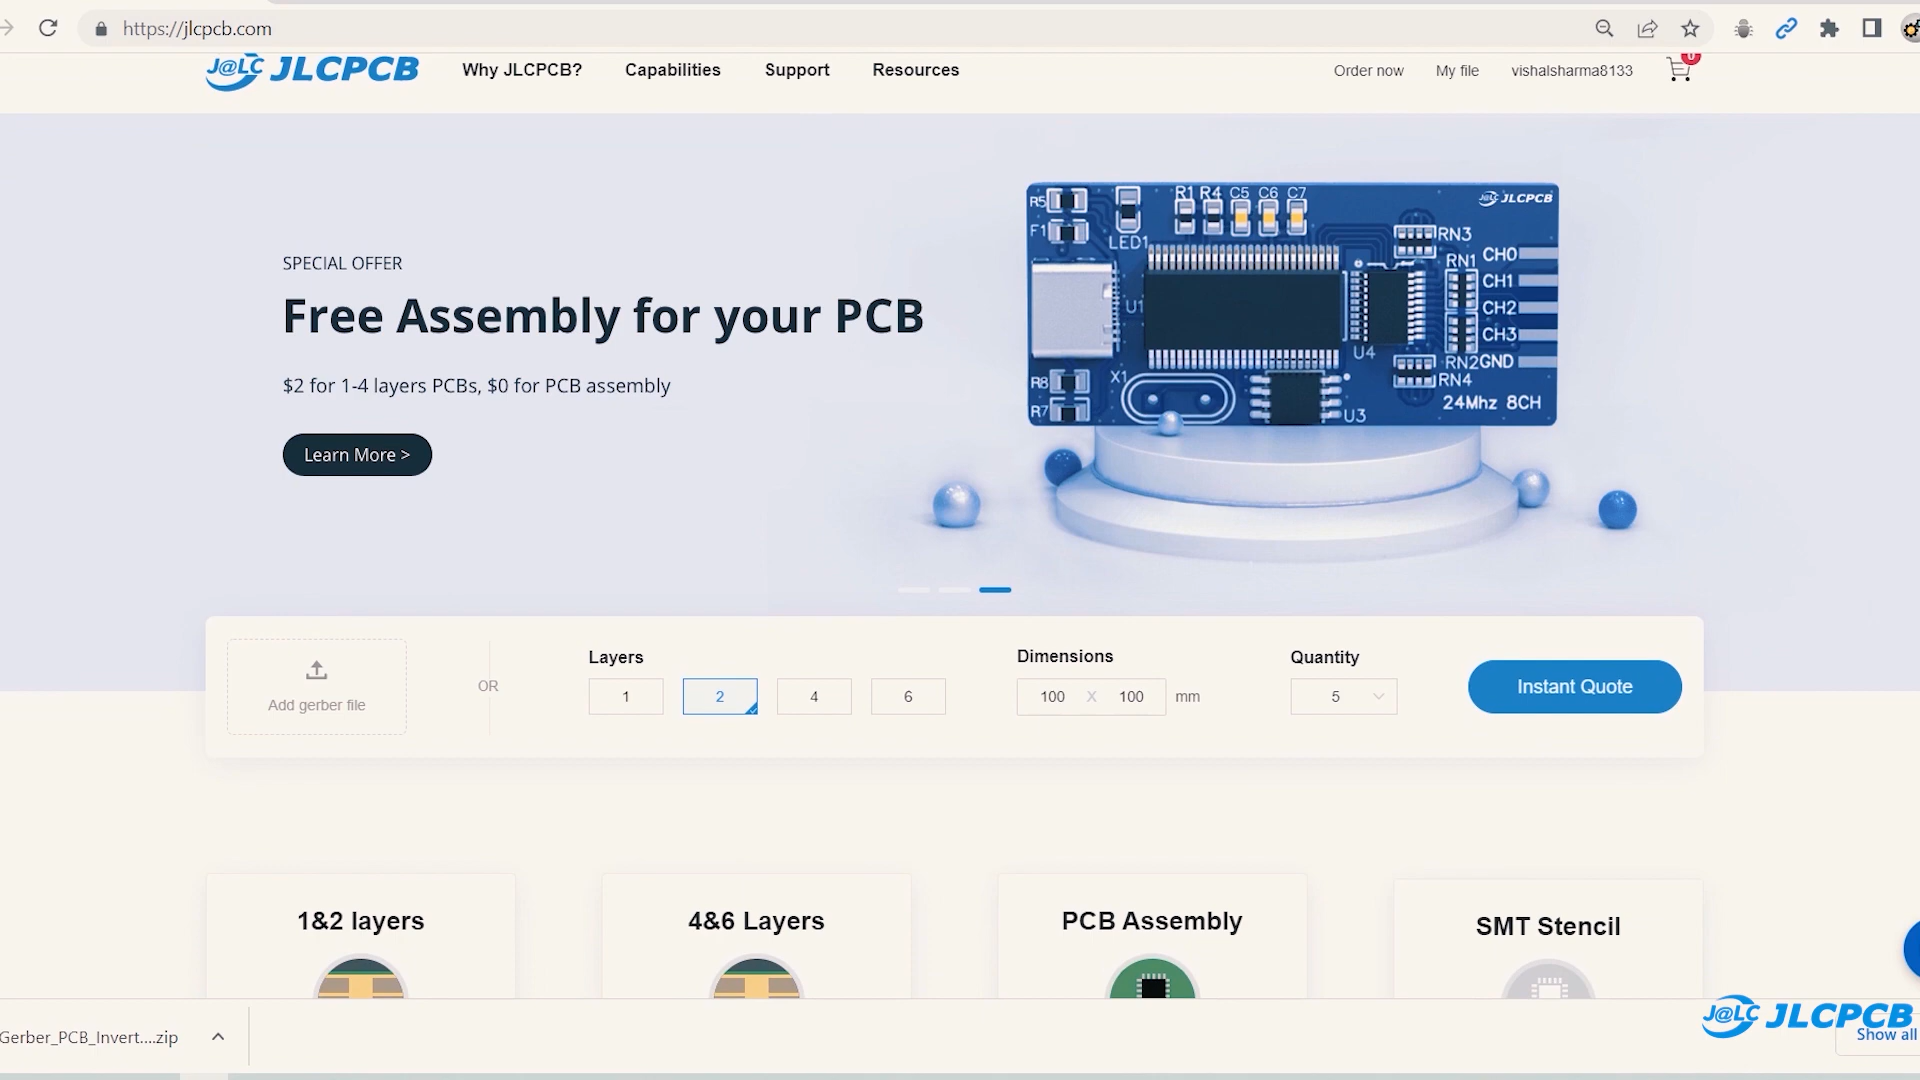 https://jlcpcb.com
J@LC JLCPCB
Why JLCPCB?
Capabilities
Support
Resources
Order now
My file
vishalsharma8133
0
SPECIAL OFFER
Free Assembly for your PCB
$2 for 1-4 layers PCBs, $0 for PCB assembly
Learn More >
J@LC JLCPCB
R5
F1
LED1
R1 R4 C5 C6 C7
RN3
RN1
CH0
CH1
CH2
CH3
GND
U1
U4
RN2
RN4
R8
R7
X1
U3
24Mhz 8CH
Add gerber file
OR
Layers
1
2
4
6
Dimensions
100 X 100 mm
Quantity
5
Instant Quote
1&2 layers
4&6 Layers
PCB Assembly
SMT Stencil
Gerber_PCB_Invert....zip
J@LC JLCPCB
Show all